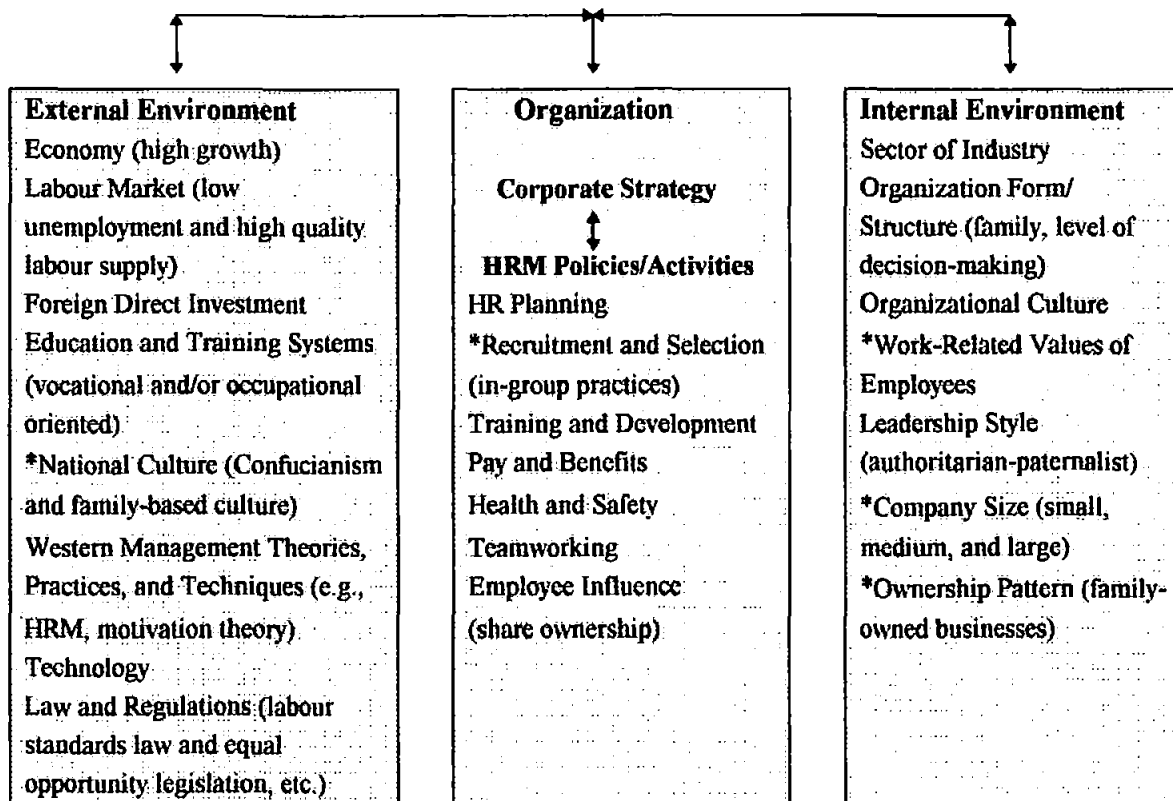 External Environment
Economy (high growth)
Labour Market (low
unemployment and high quality
labour supply)
Foreign Direct Investment
Education and Training Systems
(vocational and/or occupational
oriented)
*National Culture (Confucianism
and family-based culture)
Western Management Theories,
Practices, and Techniques (e.g.,
HRM, motivation theory)
Technology
Law and Regulations (labour
standards law and equal
opportunity legislation, etc.)
Organization
Corporate Strategy
HRM Policies/Activities
HR Planning
*Recruitment and Selection
(in-group practices)
Training and Development
Pay and Benefits
Health and Safety
Teamworking
Employee Influence
(share ownership)
Internal Environment
Sector of Industry
Organization Form/
Structure (family, level of
decision-making)
Organizational Culture
*Work-Related Values of
Employees
Leadership Style
(authoritarian-paternalist)
*Company Size (small,
medium, and large)
*Ownership Pattern (family-
owned businesses)